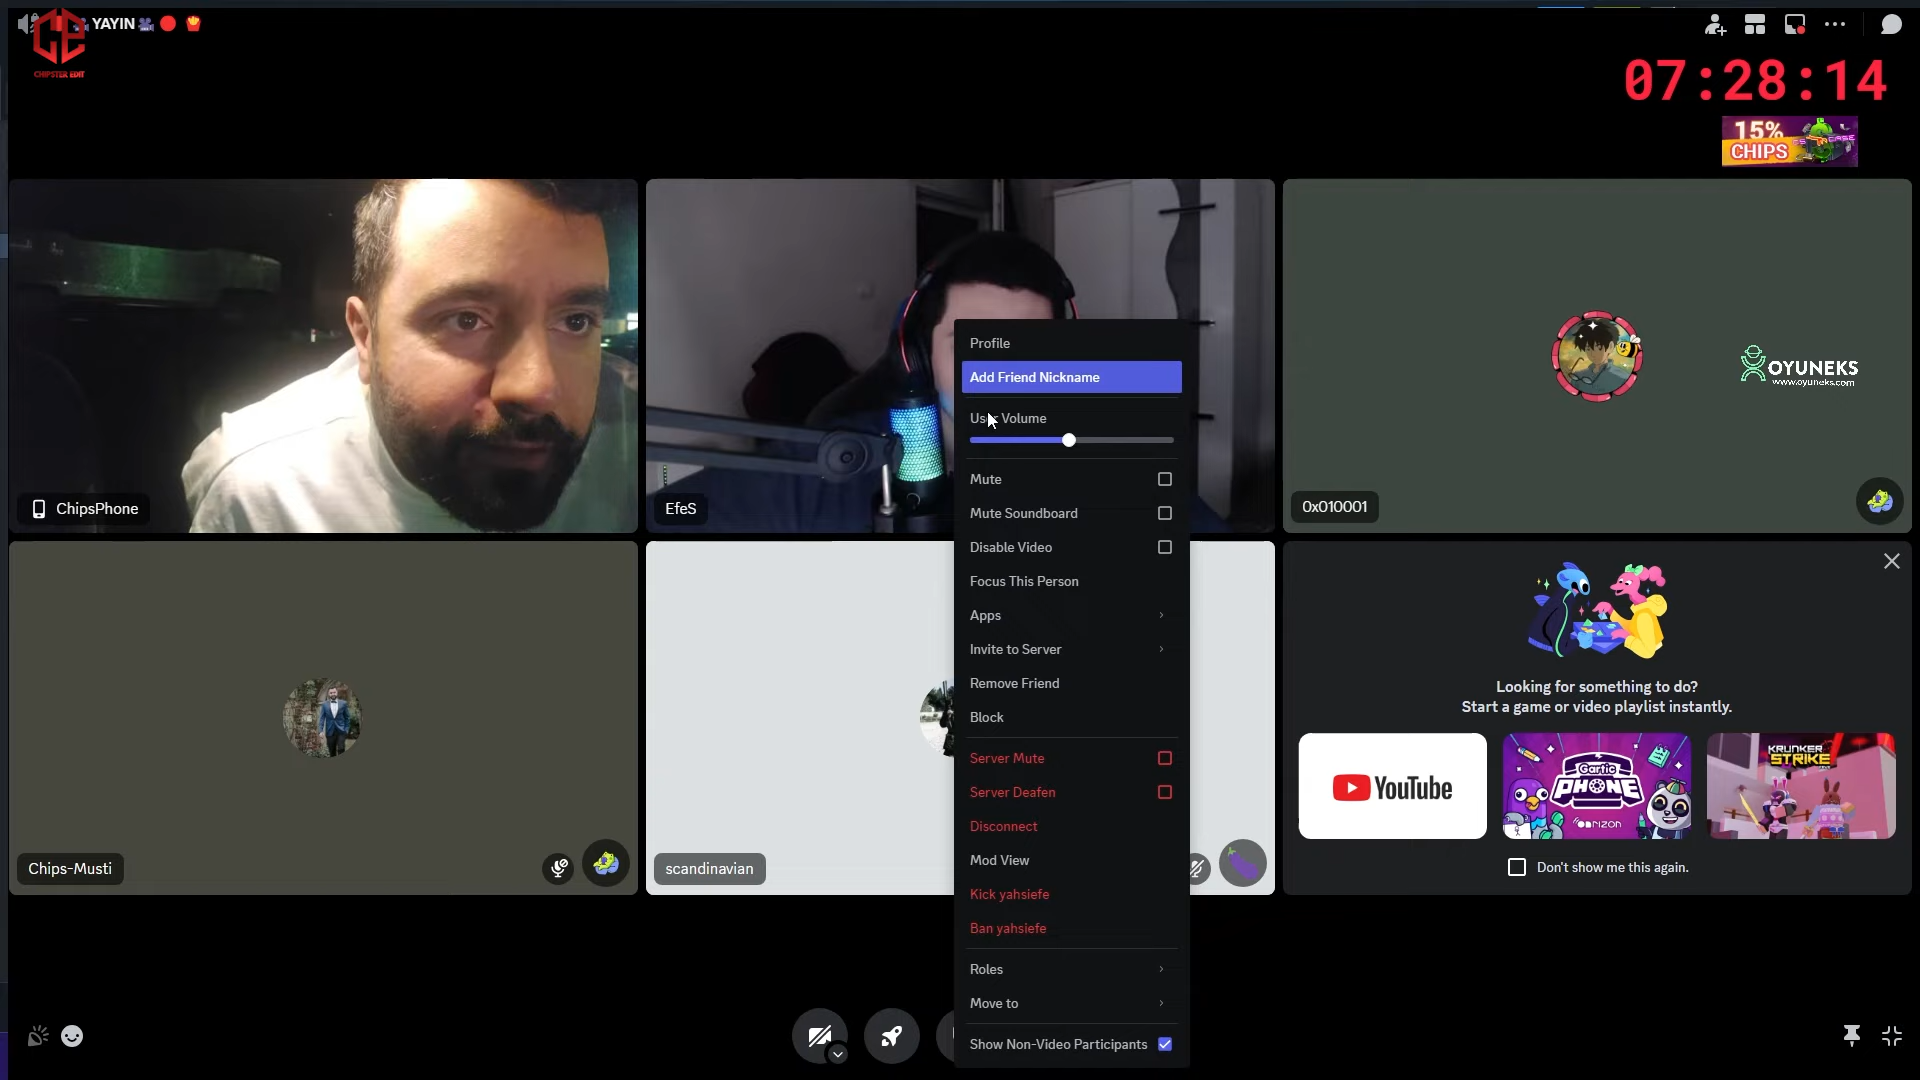 YAYIN
CHIPSTER EDIT
07:28:14
15%
CHIPS
OYUNEKS
www.oyuneks.com
ChipsPhone
EfeS
0x010001
Profile
Add Friend Nickname
User Volume
Mute
Mute Soundboard
Disable Video
Focus This Person
Apps
Invite to Server
Remove Friend
Block
Server Mute
Server Deafen
Disconnect
Mod View
Kick yahsiefe
Ban yahsiefe
Roles
Move to
Show Non-Video Participants
Chips-Musti
scandinavian
Looking for something to do?
Start a game or video playlist instantly.
YouTube
Gartic
PHONE
KRUNKER
STRIKE
Don't show me this again.